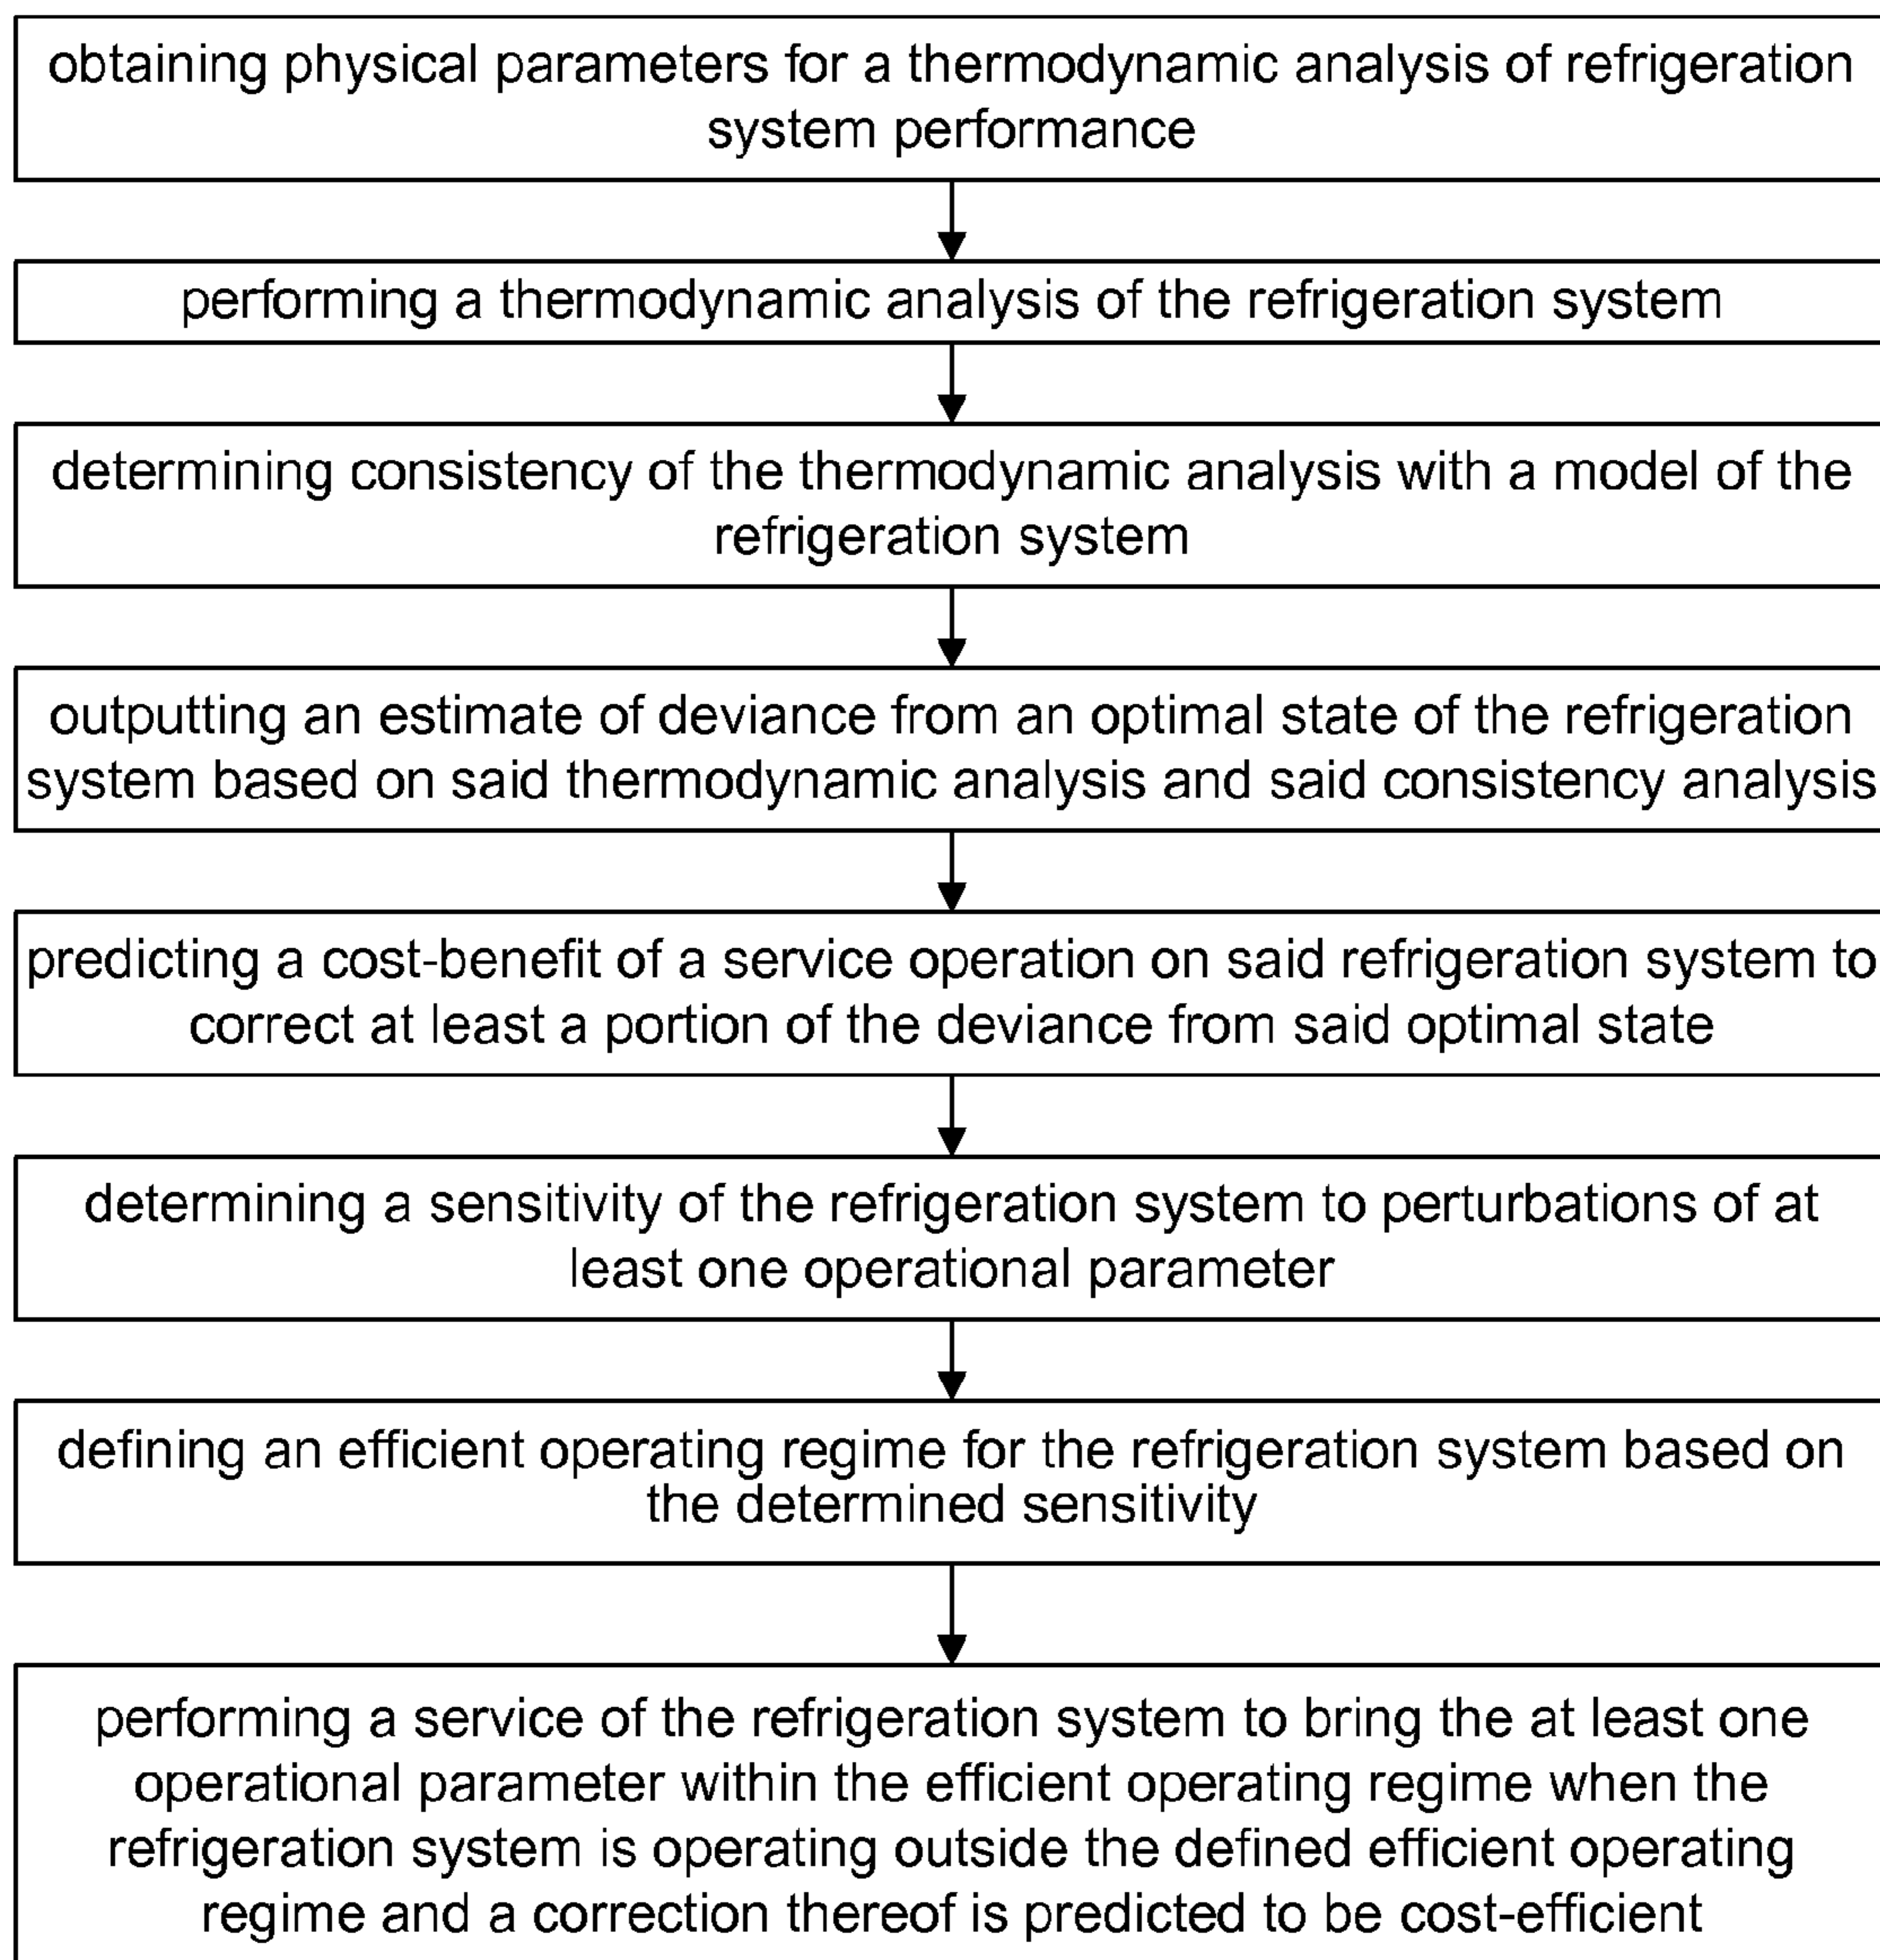 obtaining physical parameters for a thermodynamic analysis of refrigeration
system performance
performing a thermodynamic analysis of the refrigeration system
determining consistency of the thermodynamic analysis with a model of the
refrigeration system
outputting an estimate of deviance from an optimal state of the refrigeration
system based on said thermodynamic analysis and said consistency analysis
predicting a cost-benefit of a service operation on said refrigeration system to
correct at least a portion of the deviance from said optimal state
determining a sensitivity of the refrigeration system to perturbations of at
least one operational parameter
defining an efficient operating regime for the refrigeration system based on
the determined sensitivity
performing a service of the refrigeration system to bring the at least one
operational parameter within the efficient operating regime when the
refrigeration system is operating outside the defined efficient operating
regime and a correction thereof is predicted to be cost-efficient